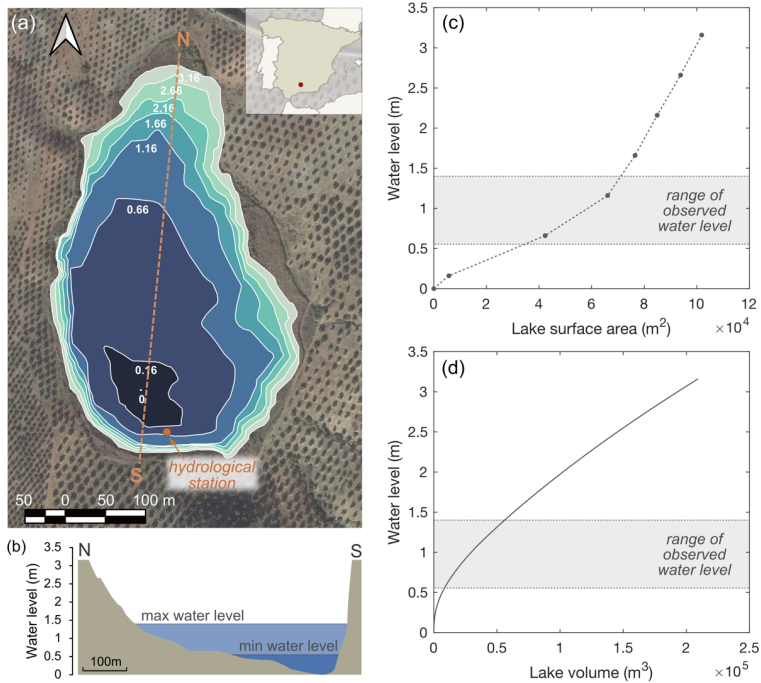 (a)
N
3.16
2.66
2.16
1.66
1.16
0.66
0.16
0
S
hydrological
station
50 0 50 100 m
(b)
N
S
3.5
3
2.5
2
1.5
1
0.5
0
Water level (m)
max water level
min water level
100m
(c)
3.5
3
2.5
2
1.5
1
0.5
0
Water level (m)
range of
observed
water level
0 2 4 6 8 10 12
Lake surface area (m²)
×10⁴
(d)
3.5
3
2.5
2
1.5
1
0.5
0
Water level (m)
range of
observed
water level
0 0.5 1 1.5 2 2.5
Lake volume (m³)
×10⁵